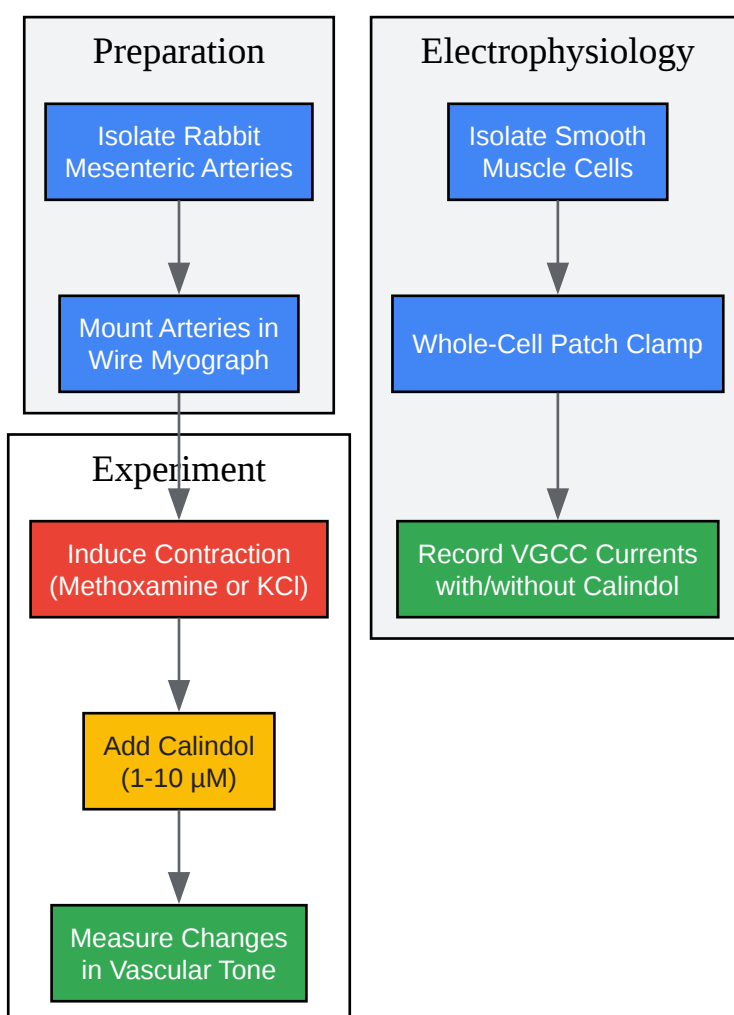 Preparation
Isolate Rabbit
Mesenteric Arteries
Mount Arteries in
Wire Myograph
Experiment
Induce Contraction
(Methoxamine or KCl)
Add Calindol
(1-10 µM)
Measure Changes
in Vascular Tone
Electrophysiology
Isolate Smooth
Muscle Cells
Whole-Cell Patch Clamp
Record VGCC Currents
with/without Calindol